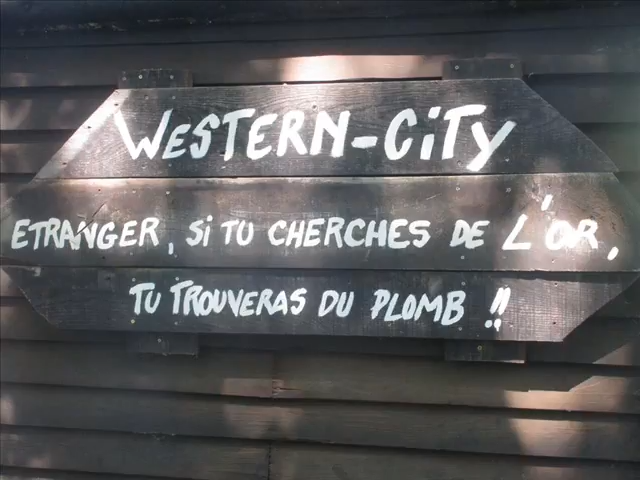 WESTERN-CiTY
ETRANGER, Si TU CHERCHES DE L'OR,
TU TROUVERAS DU PLOMB !!